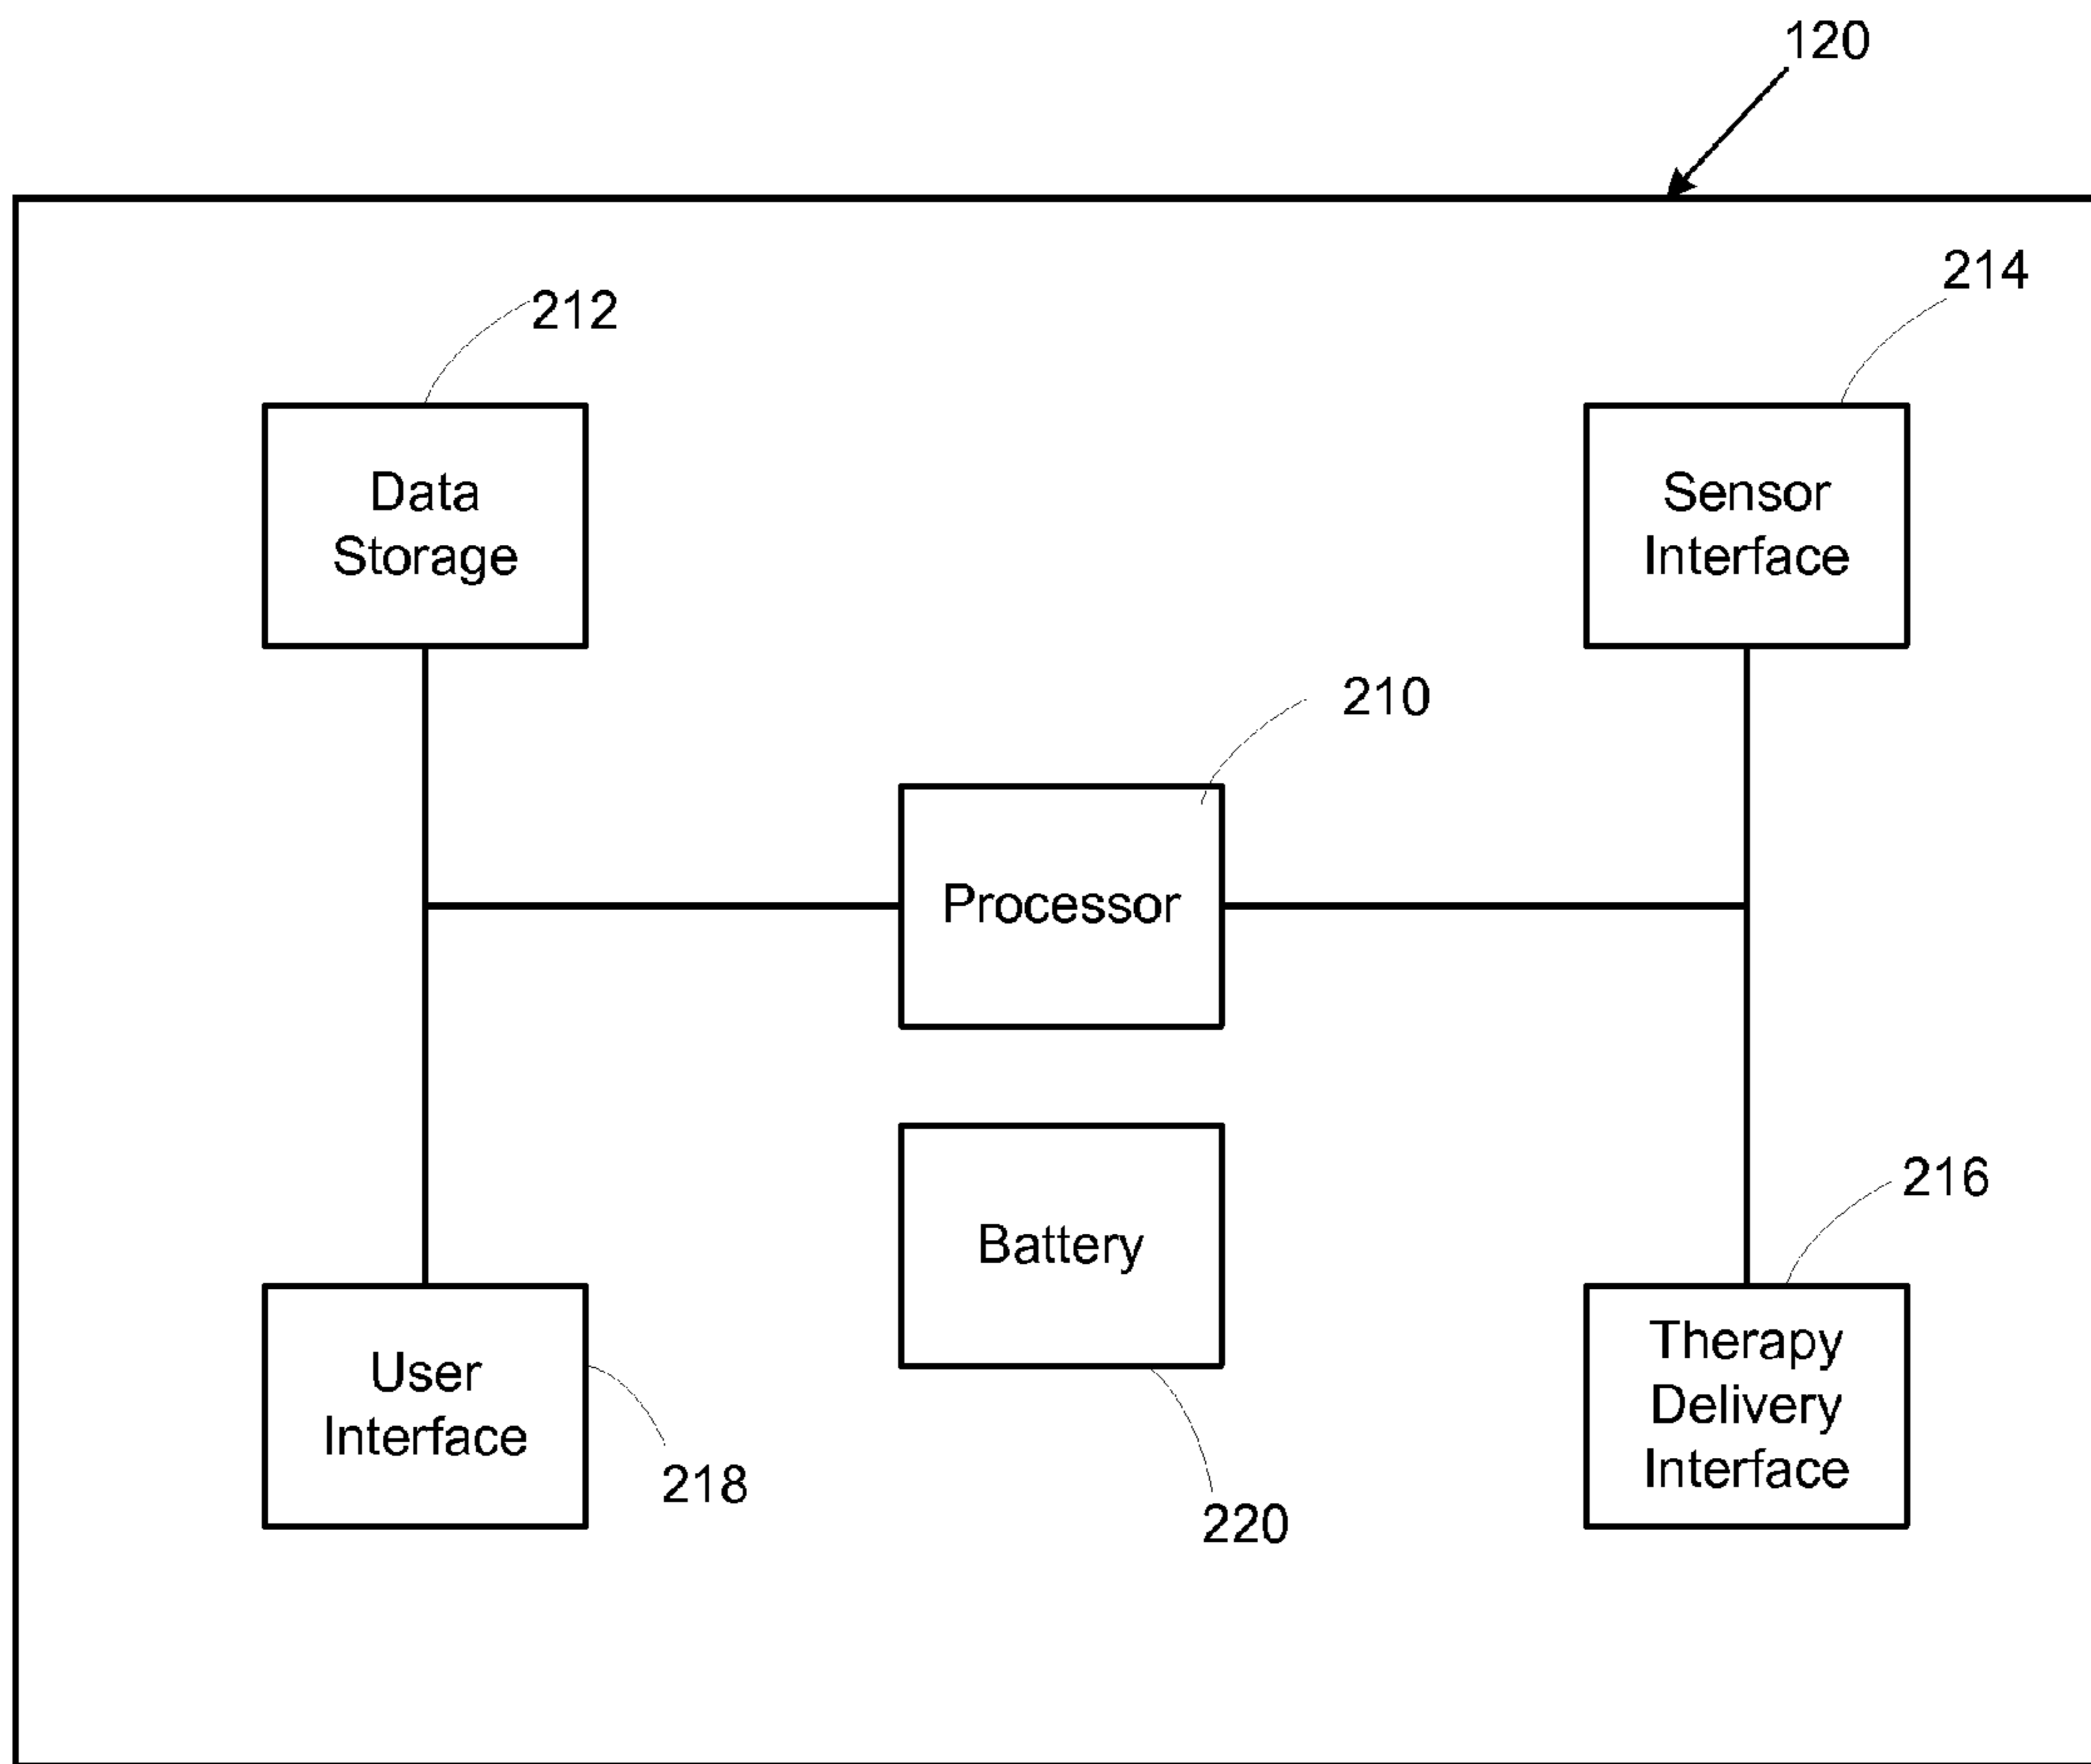 120
214
212
Data
Storage
Sensor
Interface
210
Processor
216
Battery
Therapy
Delivery
Interface
User
Interface
218
220